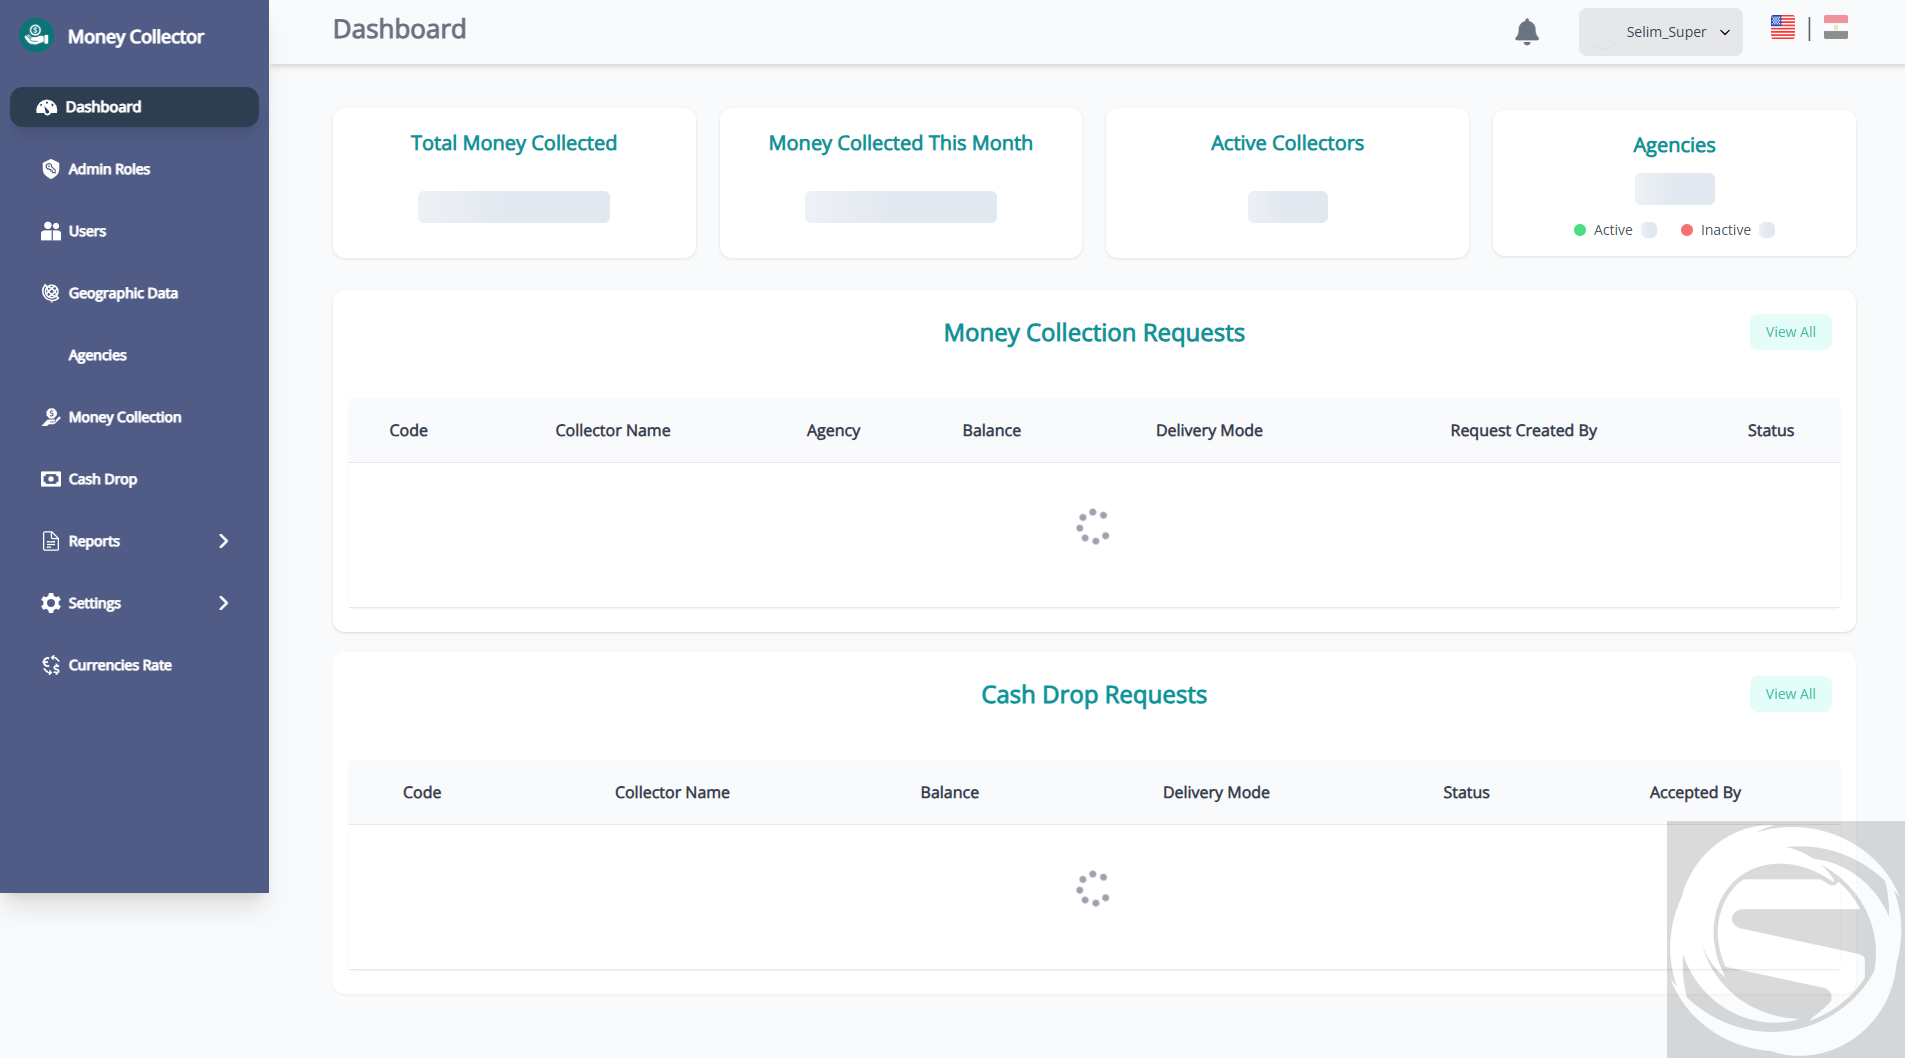 Money Collector
Dashboard
Selim_Super
Dashboard
Admin Roles
Users
Geographic Data
Agencies
Money Collection
Cash Drop
Reports
Settings
Currencies Rate
Total Money Collected
Money Collected This Month
Active Collectors
Agencies
Active
Inactive
Money Collection Requests
View All
Code Collector Name Agency Balance Delivery Mode Request Created By Status
Cash Drop Requests
View All
Code Collector Name Balance Delivery Mode Status Accepted By